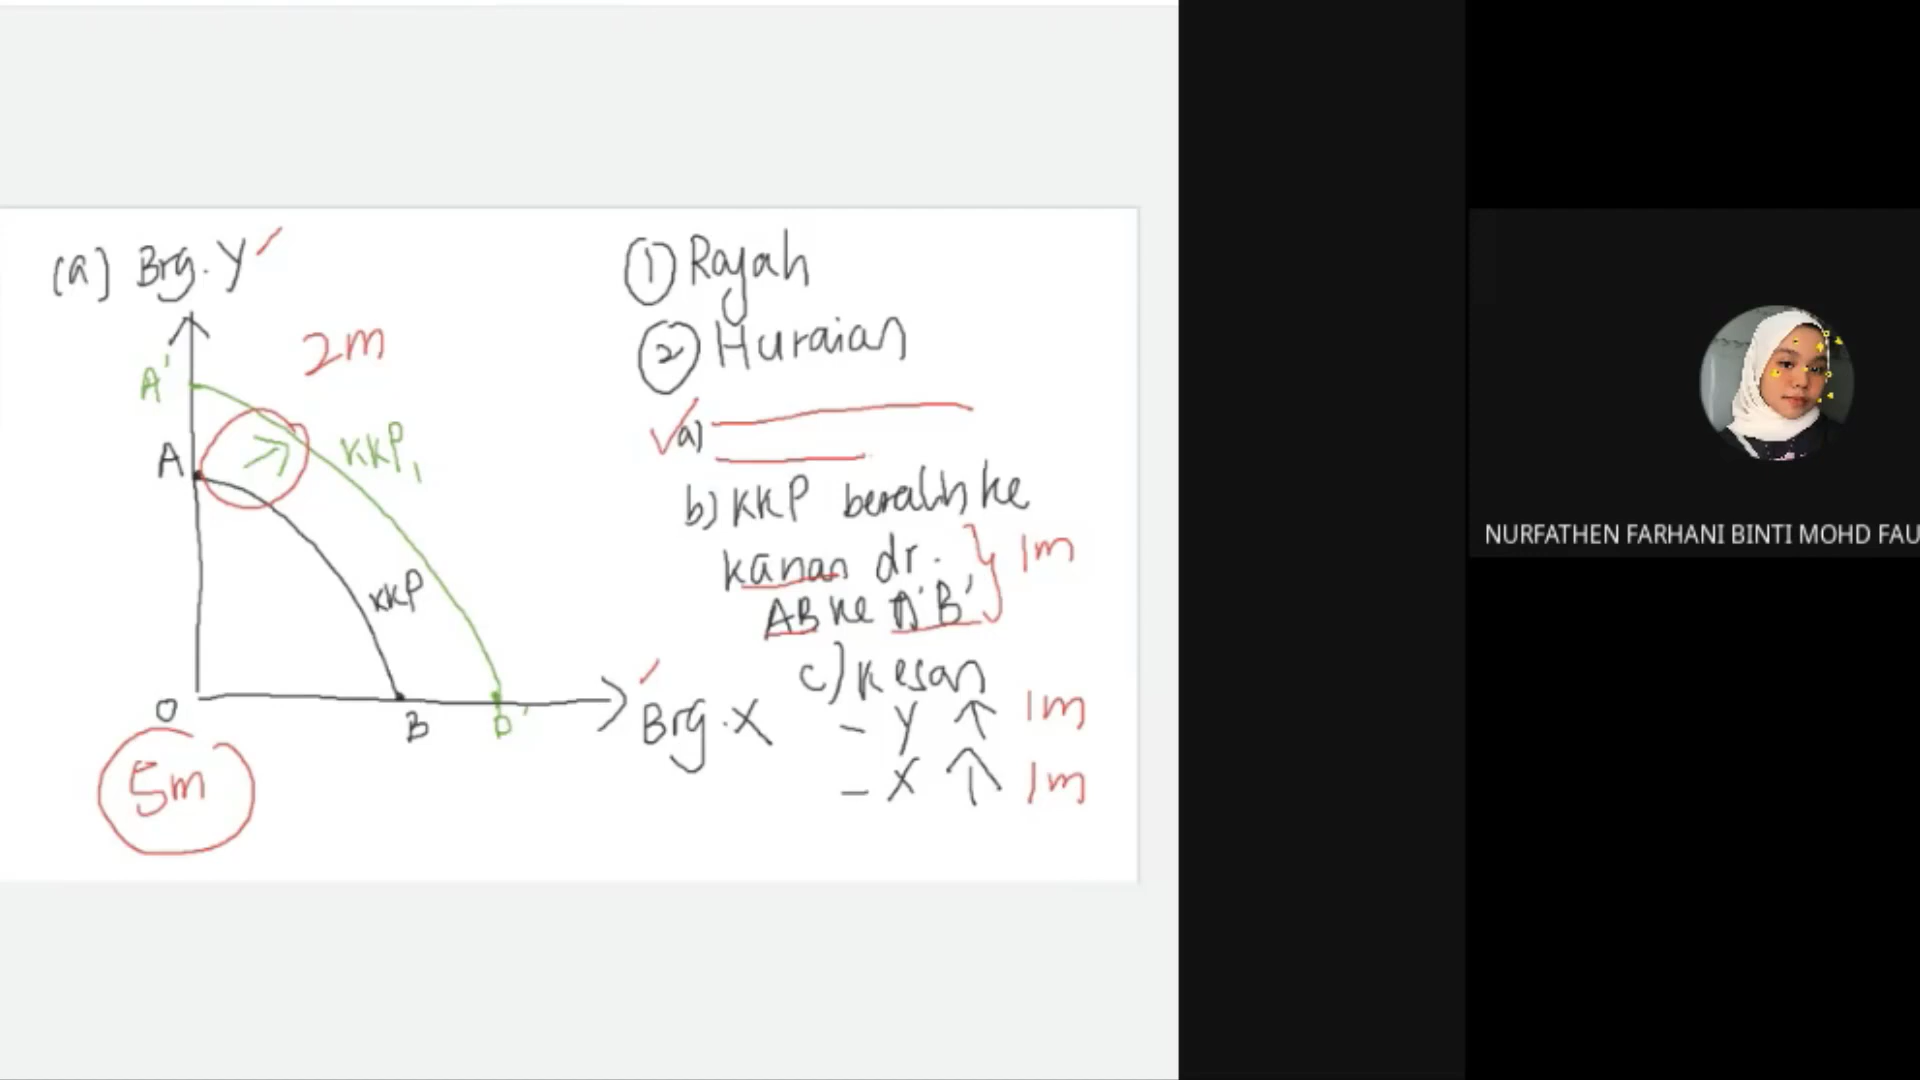 (a) Brg. Y
2m
A'
A
KKP₁
KKP
O
B
B'
Brg. X
5m
① Rajah
② Huraian
a)
b) KKP beralih ke
kanan dr.
AB ke A'B'
1m
c) Kesan
- Y ↑ 1m
- X ↑ 1m
NURFATHEN FARHANI BINTI MOHD FAU